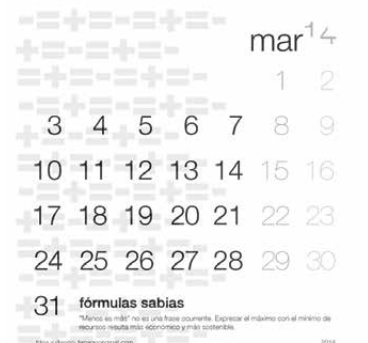 mar14
1 2
3 4 5 6 7 8 9
10 11 12 13 14 15 16
17 18 19 20 21 22 23
24 25 26 27 28 29 30
31 fórmulas sabias
"Menos es más" no es una frase ocurrente. Expresar el máximo con el mínimo de
recursos resulta más económico y más sostenible.
2014